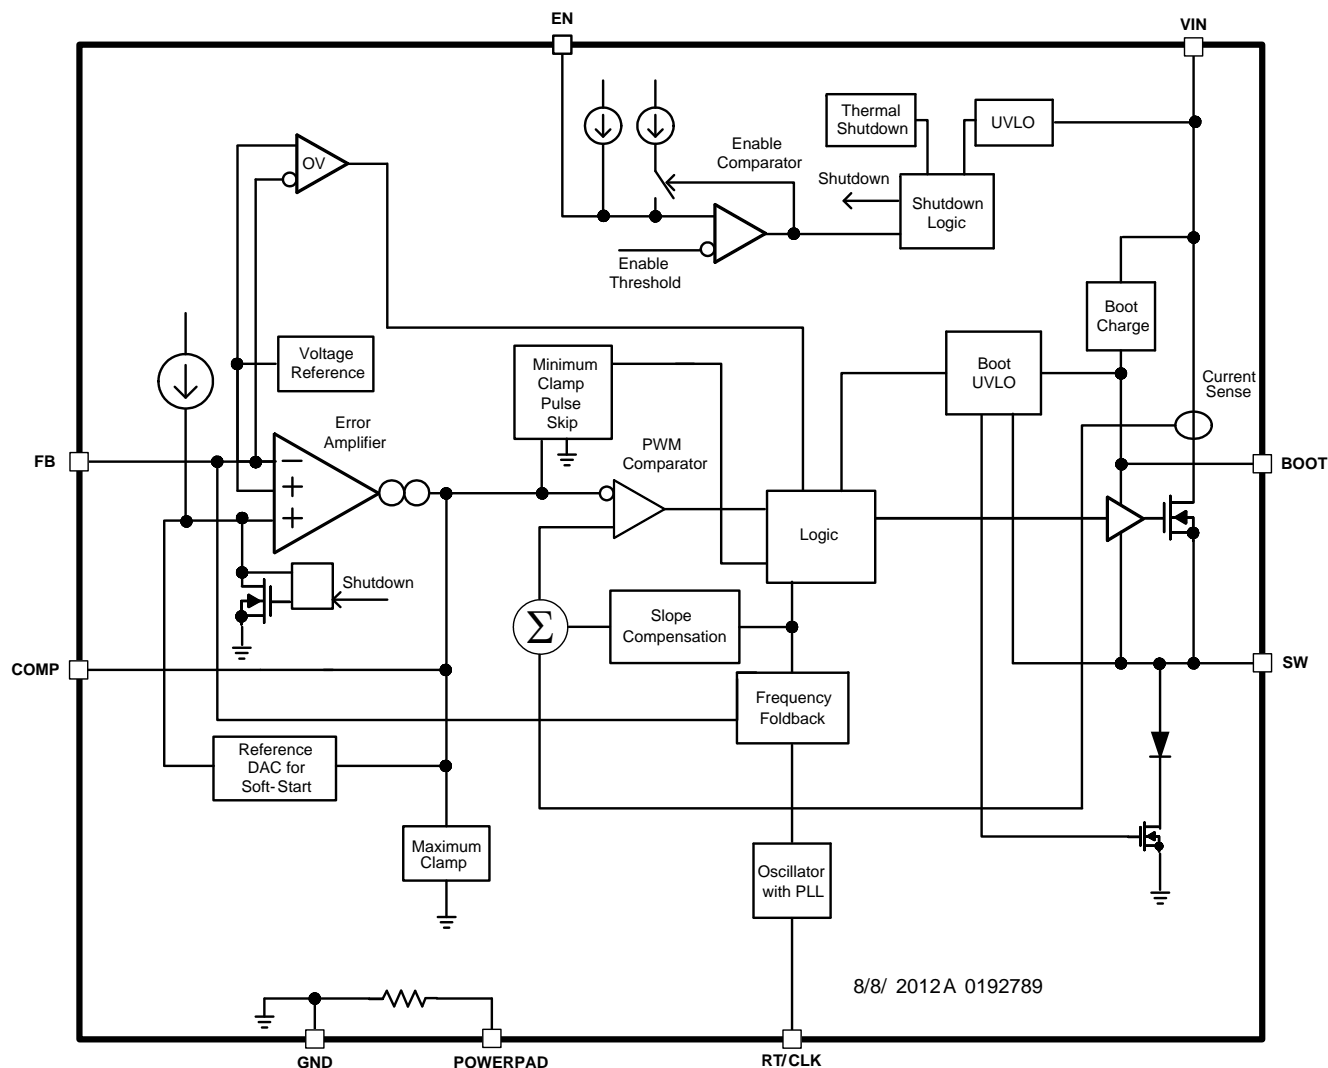 EN
VIN
Thermal
Shutdown
UVLO
Enable
Comparator
OV
Shutdown
Shutdown
Logic
Enable
Threshold
Boot
Charge
Voltage
Reference
Minimum
Clamp
Pulse
Skip
Boot
UVLO
Current
Sense
Error
Amplifier
PWM
Comparator
FB
−
+
+
BOOT
Logic
Shutdown
Σ
Slope
Compensation
COMP
SW
Frequency
Foldback
Reference
DAC for
Soft-Start
Maximum
Clamp
Oscillator
with PLL
8/8/ 2012A 0192789
GND
POWERPAD
RT/CLK